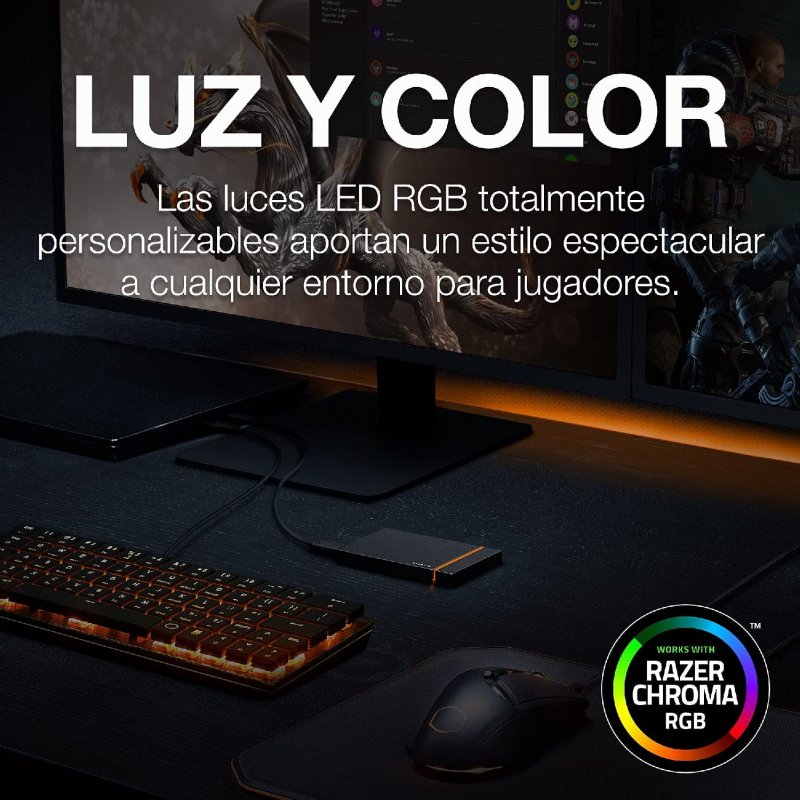 LUZ Y COLOR
Las luces LED RGB totalmente
personalizables aportan un estilo espectacular
a cualquier entorno para jugadores.
WORKS WITH
RAZER
CHROMA
RGB
TM